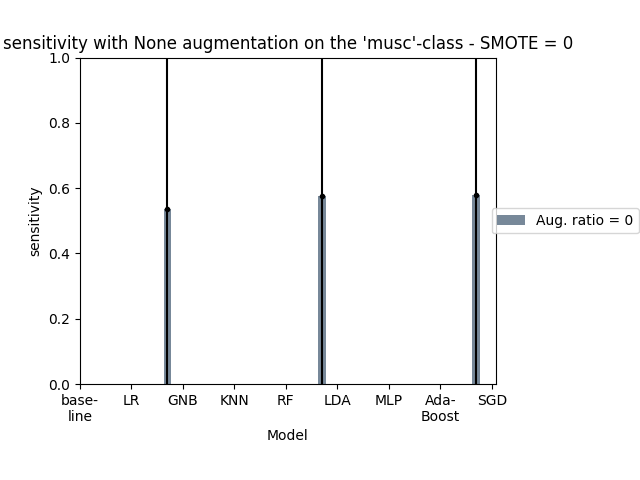 sensitivity with None augmentation on the 'musc'-class - SMOTE = 0
1.0
0.8
0.6
0.4
0.2
0.0
sensitivity
Aug. ratio = 0
base-
line
LR
GNB
KNN
RF
LDA
MLP
Ada-
Boost
SGD
Model